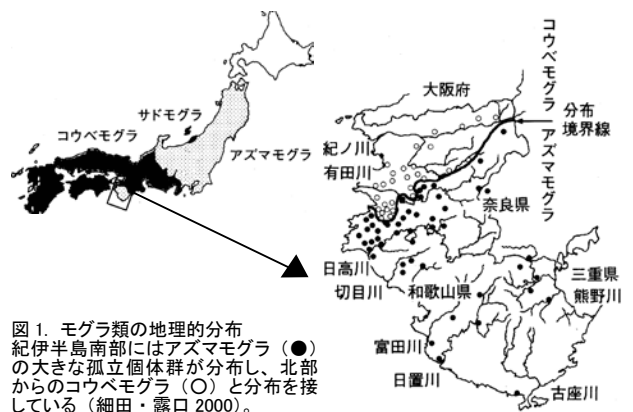 サドモグラ
コウベモグラ
アズマモグラ
コウベモグラ
アズマモグラ
分布
境界線
大阪府
紀ノ川
有田川
奈良県
日高川
切目川
和歌山県
三重県
熊野川
富田川
日置川
古座川
図 1. モグラ類の地理的分布
紀伊半島南部にはアズマモグラ（●）
の大きな孤立個体群が分布し、北部
からのコウベモグラ（○）と分布を接
している（細田・露口 2000）。